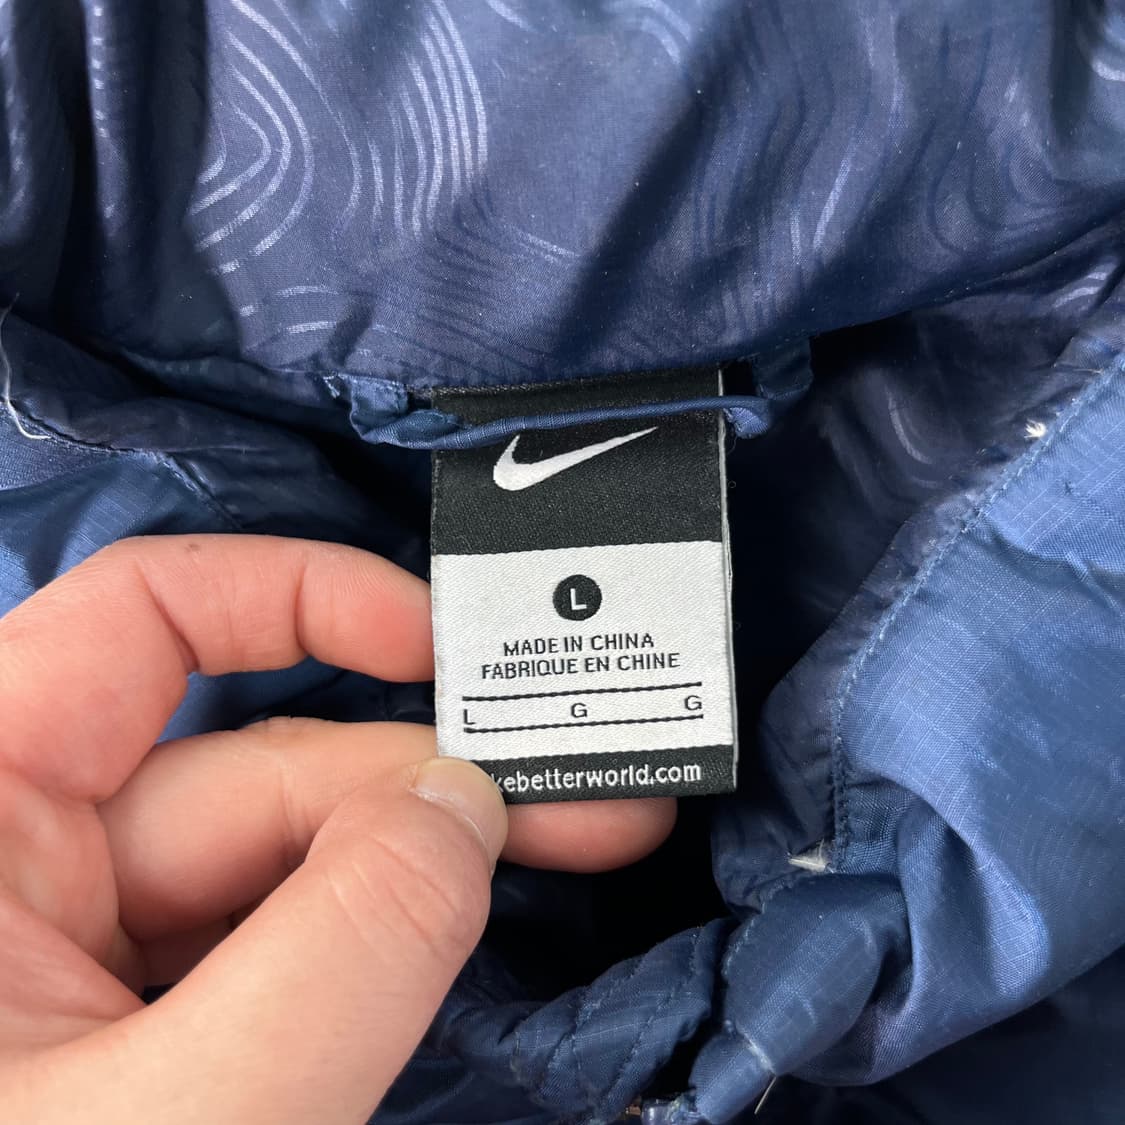 L
MADE IN CHINA
FABRIQUE EN CHINE
L G G
kebetterworld.com